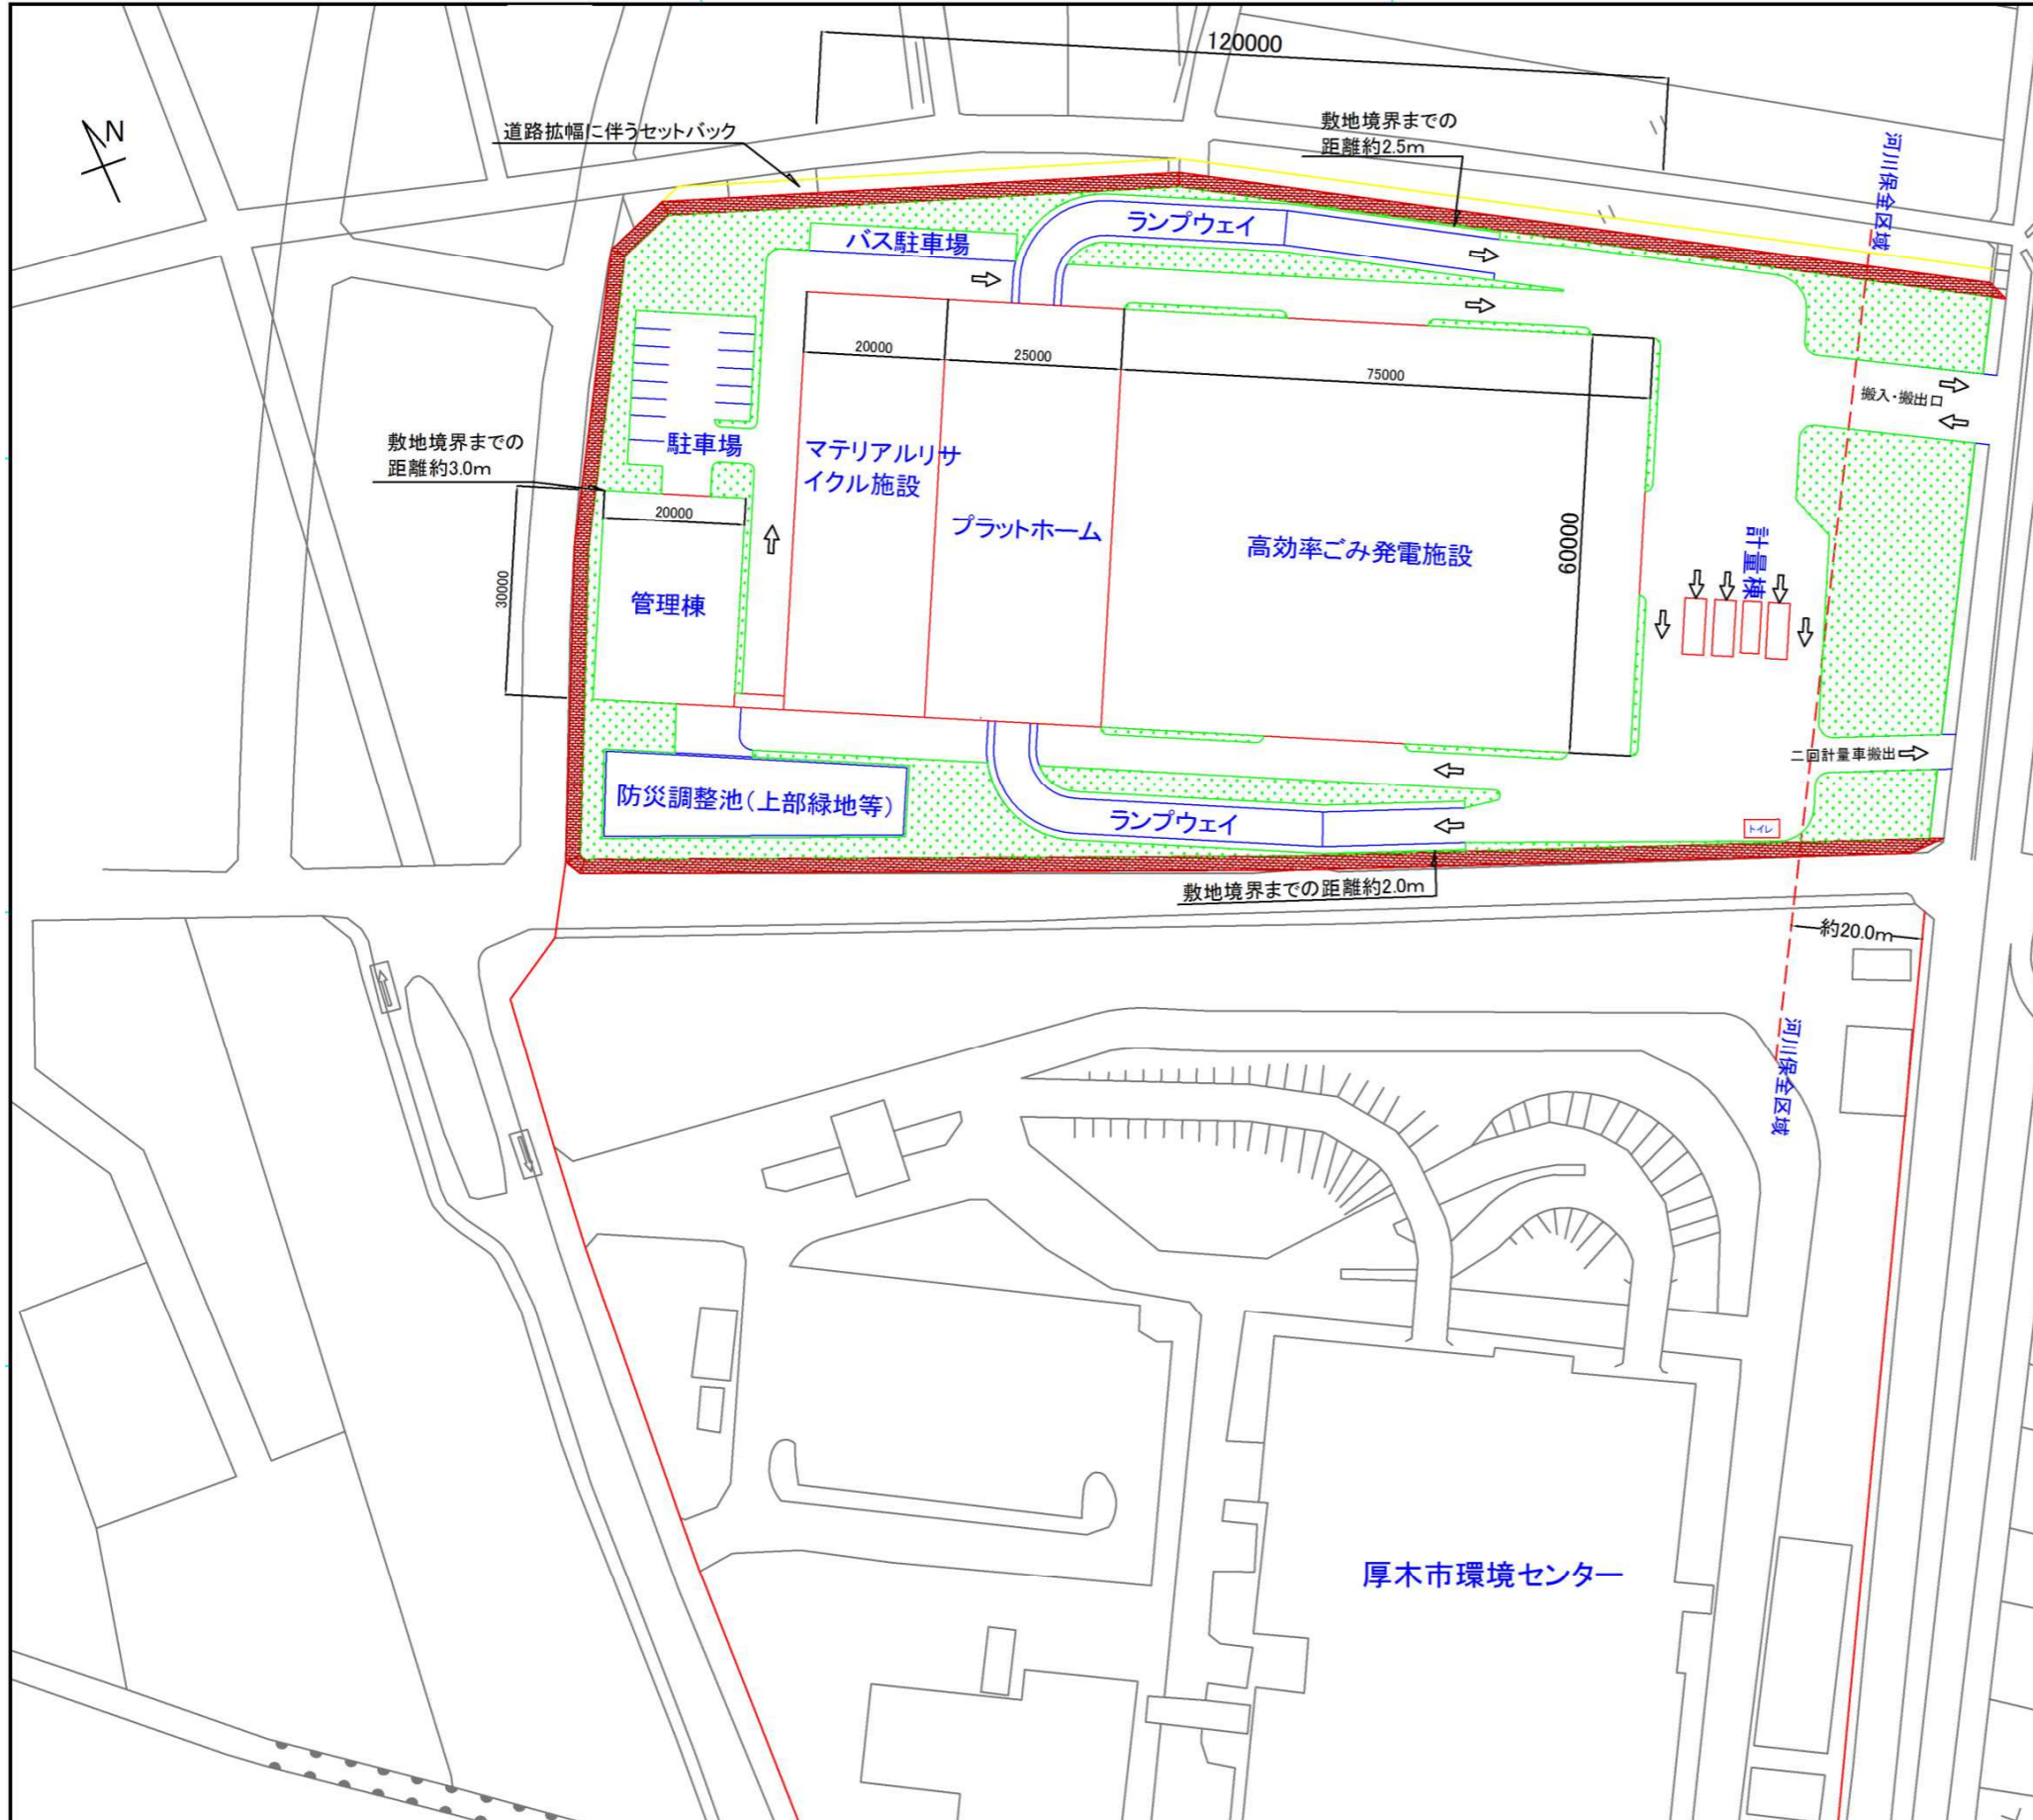 120000
N
道路拡幅に伴うセットバック
敷地境界までの
距離約2.5m
河川保全区域
ランプウェイ
バス駐車場
20000
25000
75000
搬入・搬出口
敷地境界までの
距離約3.0m
駐車場
マテリアルリサ
イクル施設
プラットホーム
高効率ごみ発電施設
60000
計量棟
20000
30000
管理棟
二回計量車搬出
防災調整池(上部緑地等)
ランプウェイ
トイレ
敷地境界までの距離約2.0m
約20.0m
河川保全区域
厚木市環境センター